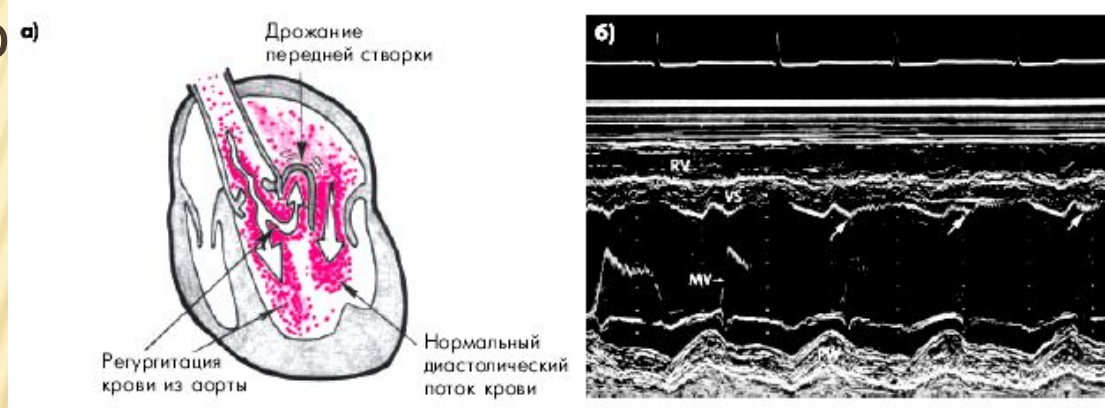 а)
Дрожание
передней створки
Регургитация
крови из аорты
Нормальный
диастолический
поток крови
б)
RV
VS
MV